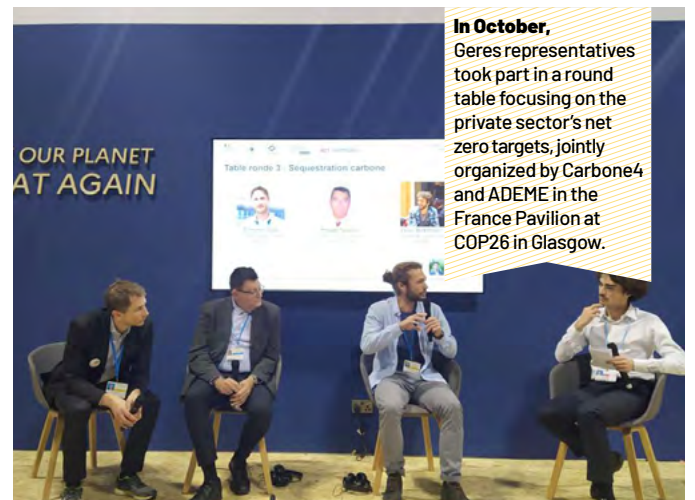 In October,
Geres representatives
took part in a round
table focusing on the
private sector's net
zero targets, jointly
organized by Carbone4
and ADEME in the
France Pavilion at
COP26 in Glasgow.
OUR PLANET
AT AGAIN
Table ronde 3 : Séquestration carbone